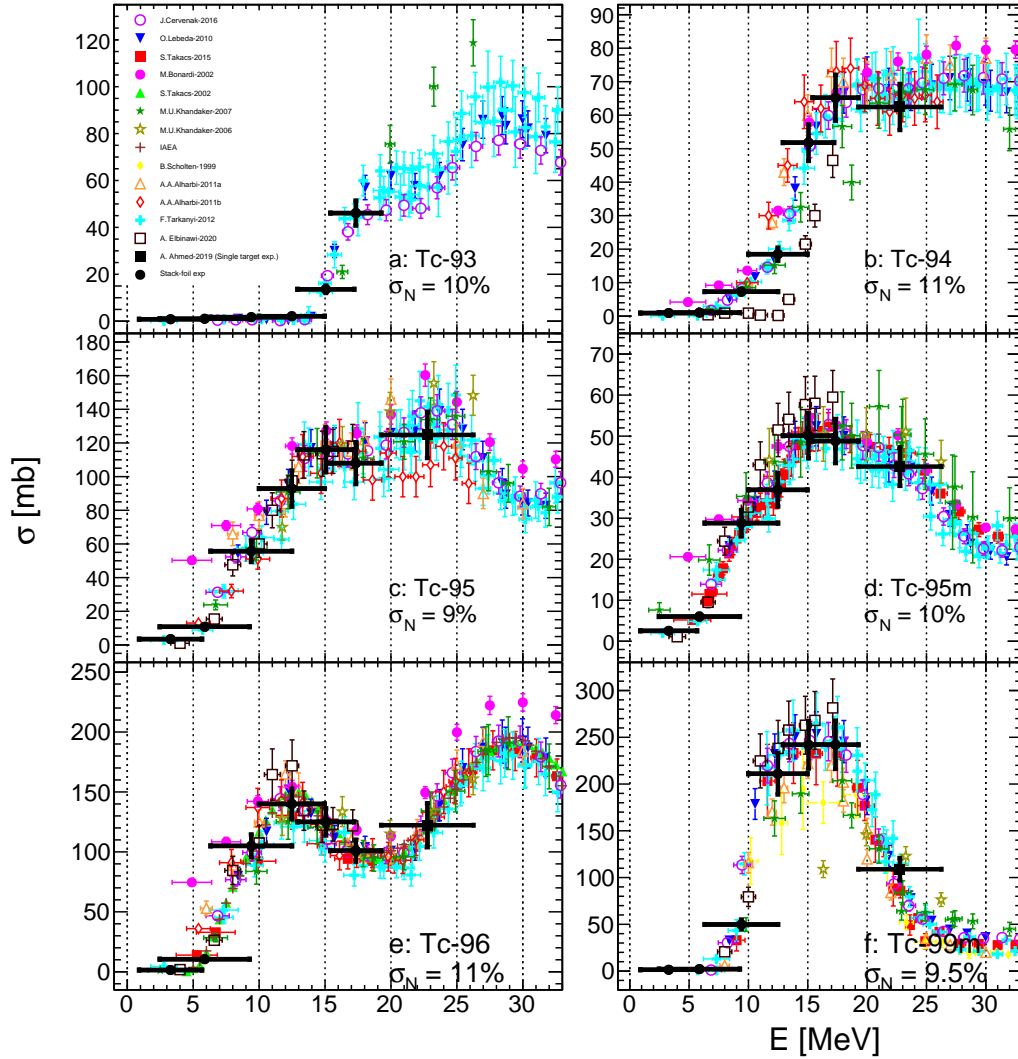 J.Cervenak-2016
O.Lebeda-2010
S.Takacs-2015
M.Bonardi-2002
S.Takacs-2002
M.U.Khandaker-2007
M.U.Khandaker-2006
IAEA
B.Scholten-1999
A.A.Alharbi-2011a
A.A.Alharbi-2011b
F.Tarkanyi-2012
A. Elbinawi-2020
A. Ahmed-2019 (Single target exp.)
Stack-foil exp
120
100
80
60
40
20
0
a: Tc-93
σN = 10%
90
80
70
60
50
40
30
20
10
0
b: Tc-94
σN = 11%
180
160
140
120
100
80
60
40
20
0
c: Tc-95
σN = 9%
70
60
50
40
30
20
10
0
d: Tc-95m
σN = 10%
σ [mb]
250
200
150
100
50
0
e: Tc-96
σN = 11%
0 5 10 15 20 25 30
300
250
200
150
100
50
0
f: Tc-99m
σN = 9.5%
0 5 10 15 20 25 30
E [MeV]